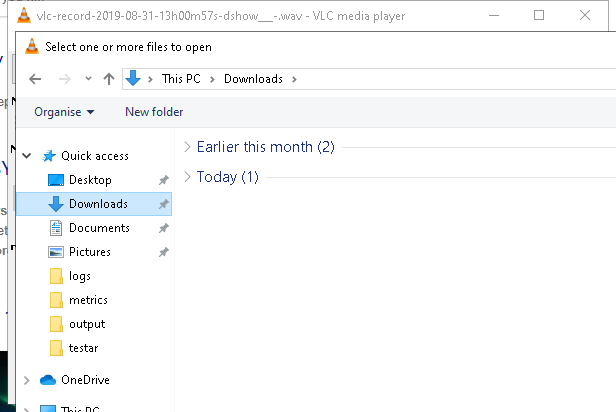 vlc-record-2019-08-31-13h00m57s-dshow___-.wav - VLC media player
Select one or more files to open
This PC > Downloads >
Organise New folder
Earlier this month (2)
Today (1)
Quick access
Desktop
Downloads
Documents
Pictures
logs
metrics
output
testar
OneDrive
This PC